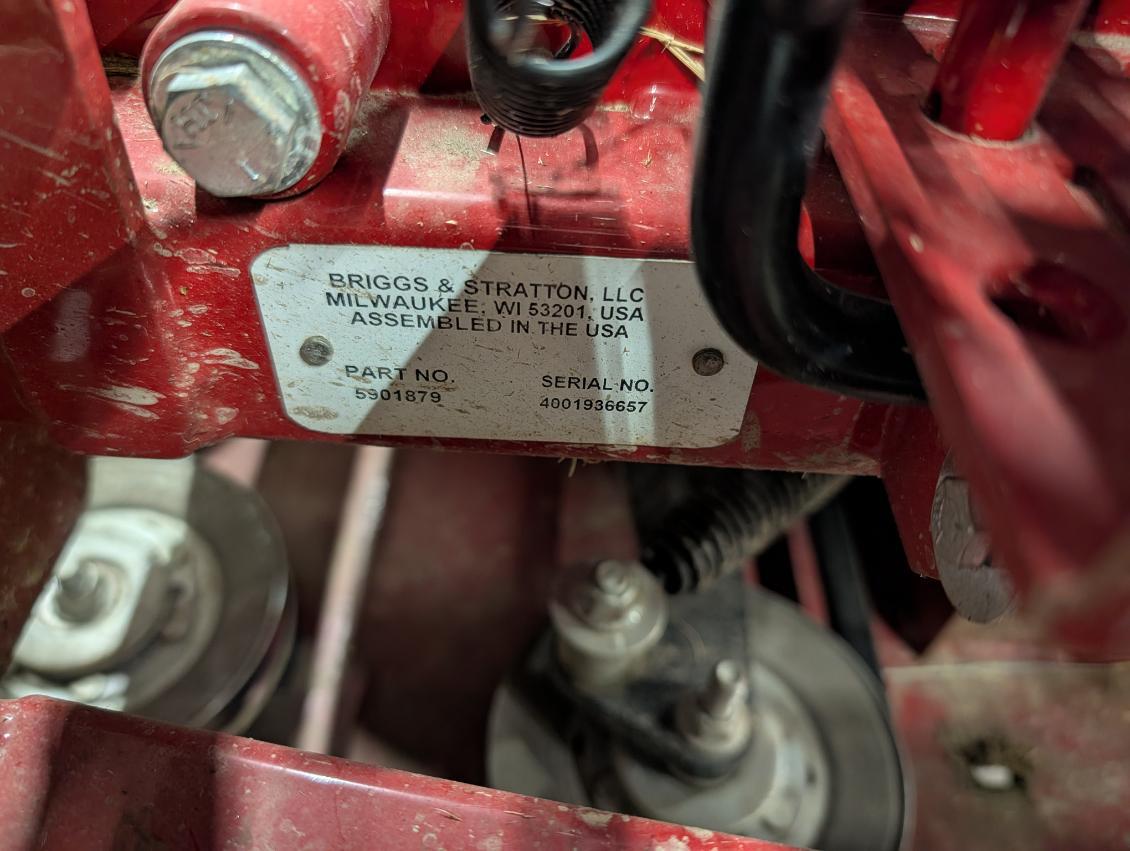 BRIGGS & STRATTON, LLC
MILWAUKEE, WI 53201, USA
ASSEMBLED IN THE USA
PART NO. SERIAL NO.
5901879 4001936657